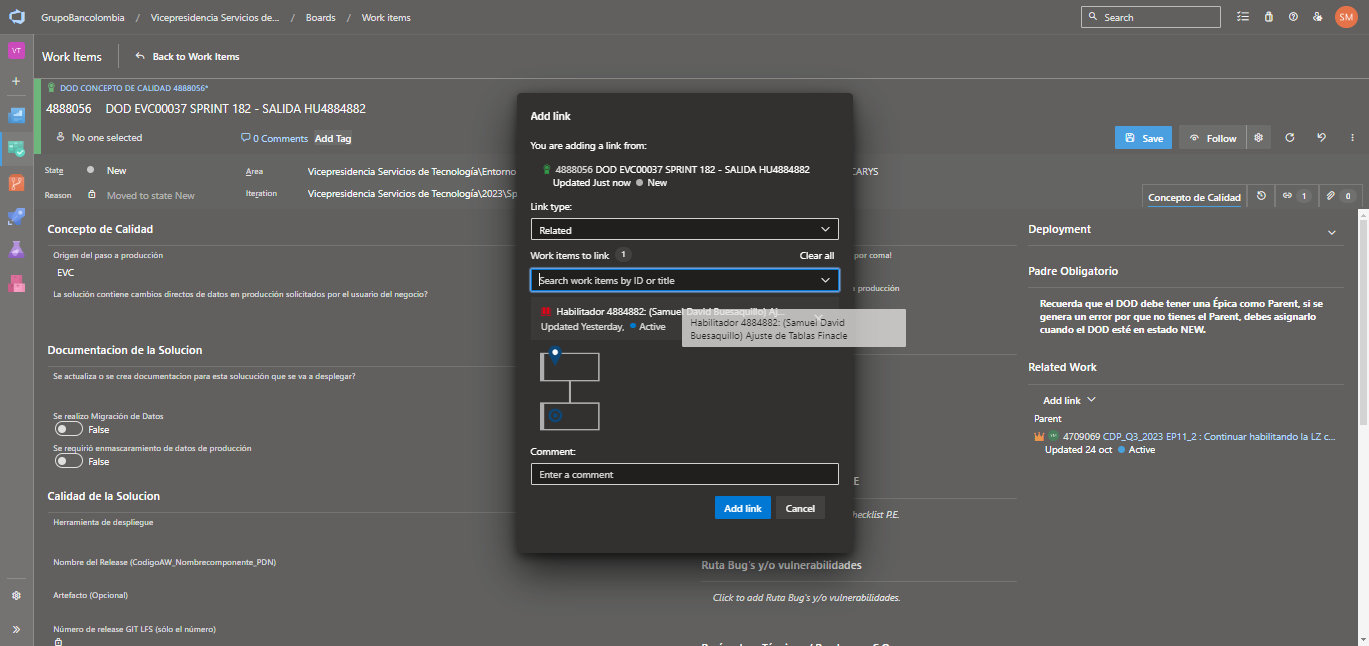 GrupoBancolombia / Vicepresidencia Servicios de... / Boards / Work items
Search
SM
VT
Work Items
Back to Work Items
DOD CONCEPTO DE CALIDAD 4888056*
4888056 DOD EVC00037 SPRINT 182 - SALIDA HU4884882
No one selected
0 Comments
Add Tag
Save
Follow
State
New
Area
Vicepresidencia Servicios de Tecnología\Entorno
CARYS
Reason
Moved to state New
Iteration
Vicepresidencia Servicios de Tecnología\2023\Sp
Concepto de Calidad
1
0
Concepto de Calidad
Origen del paso a producción
EVC
La solución contiene cambios directos de datos en producción solicitados por el usuario del negocio?
Documentacion de la Solucion
Se actualiza o se crea documentacion para esta solucución que se va a desplegar?
Se realizo Migración de Datos
False
Se requirió enmascaramiento de datos de producción
False
Calidad de la Solucion
Herramienta de despliegue
Nombre del Release (CodigoAW_Nombrecomponente_PDN)
Artefacto (Opcional)
Número de release GIT LFS (sólo el número)
Add link
You are adding a link from:
4888056 DOD EVC00037 SPRINT 182 - SALIDA HU4884882
Updated Just now New
Link type:
Related
Work items to link 1
Clear all
Search work items by ID or title
Habilitador 4884882: (Samuel David Buesaquillo) Aj...
Updated Yesterday, Active
Habilitador 4884882: (Samuel David
Buesaquillo) Ajuste de Tablas Finacle
Comment:
Enter a comment
Add link
Cancel
por comal
producción
E
hecklist P.E.
Ruta Bug's y/o vulnerabilidades
Click to add Ruta Bug's y/o vulnerabilidades.
Deployment
Padre Obligatorio
Recuerda que el DOD debe tener una Épica como Parent, si se
genera un error por que no tienes el Parent, debes asignarlo
cuando el DOD esté en estado NEW.
Related Work
Add link
Parent
4709069 CDP_Q3_2023 EP11_2 : Continuar habilitando la LZ c...
Updated 24 oct Active